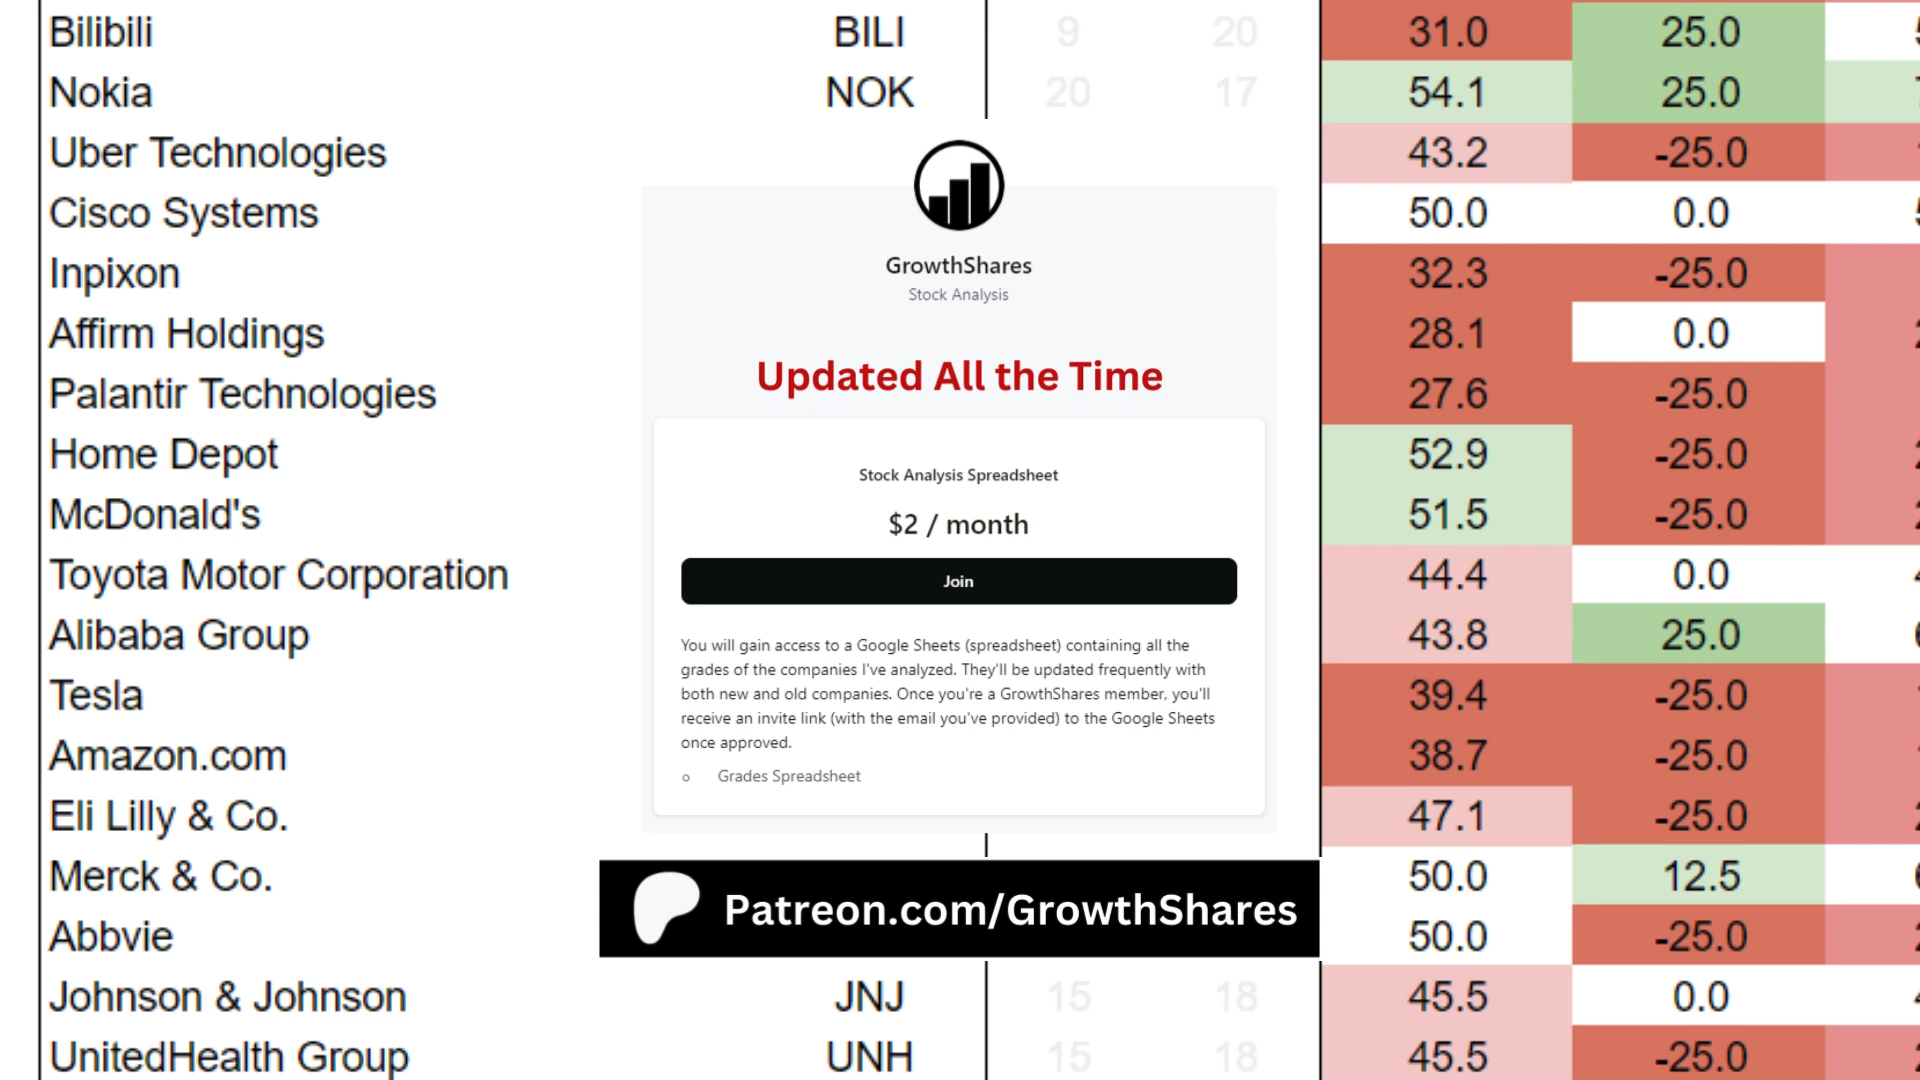 Bilibili BILI 9 20 31.0 25.0
Nokia NOK 20 17 54.1 25.0
Uber Technologies 43.2 -25.0
Cisco Systems 50.0 0.0
Inpixon 32.3 -25.0
Affirm Holdings 28.1 0.0
Palantir Technologies 27.6 -25.0
Home Depot 52.9 -25.0
McDonald's 51.5 -25.0
Toyota Motor Corporation 44.4 0.0
Alibaba Group 43.8 25.0
Tesla 39.4 -25.0
Amazon.com 38.7 -25.0
Eli Lilly & Co. 47.1 -25.0
Merck & Co. 50.0 12.5
Abbvie 50.0 -25.0
Johnson & Johnson JNJ 15 18 45.5 0.0
UnitedHealth Group UNH 15 18 45.5 -25.0
GrowthShares
Stock Analysis
Updated All the Time
Stock Analysis Spreadsheet
$2 / month
Join
You will gain access to a Google Sheets (spreadsheet) containing all the
grades of the companies I've analyzed. They'll be updated frequently with
both new and old companies. Once you're a GrowthShares member, you'll
receive an invite link (with the email you've provided) to the Google Sheets
once approved.
Grades Spreadsheet
Patreon.com/GrowthShares